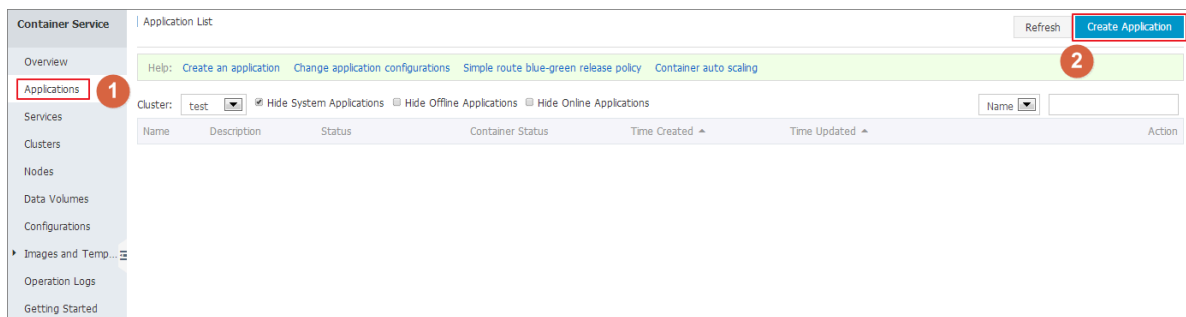 Container Service
Overview
Applications
1
Services
Clusters
Nodes
Data Volumes
Configurations
Images and Temp...
Operation Logs
Getting Started
Application List
Refresh
Create Application
2
Help: Create an application Change application configurations Simple route blue-green release policy Container auto scaling
Cluster: test Hide System Applications Hide Offline Applications Hide Online Applications Name
Name Description Status Container Status Time Created Time Updated Action